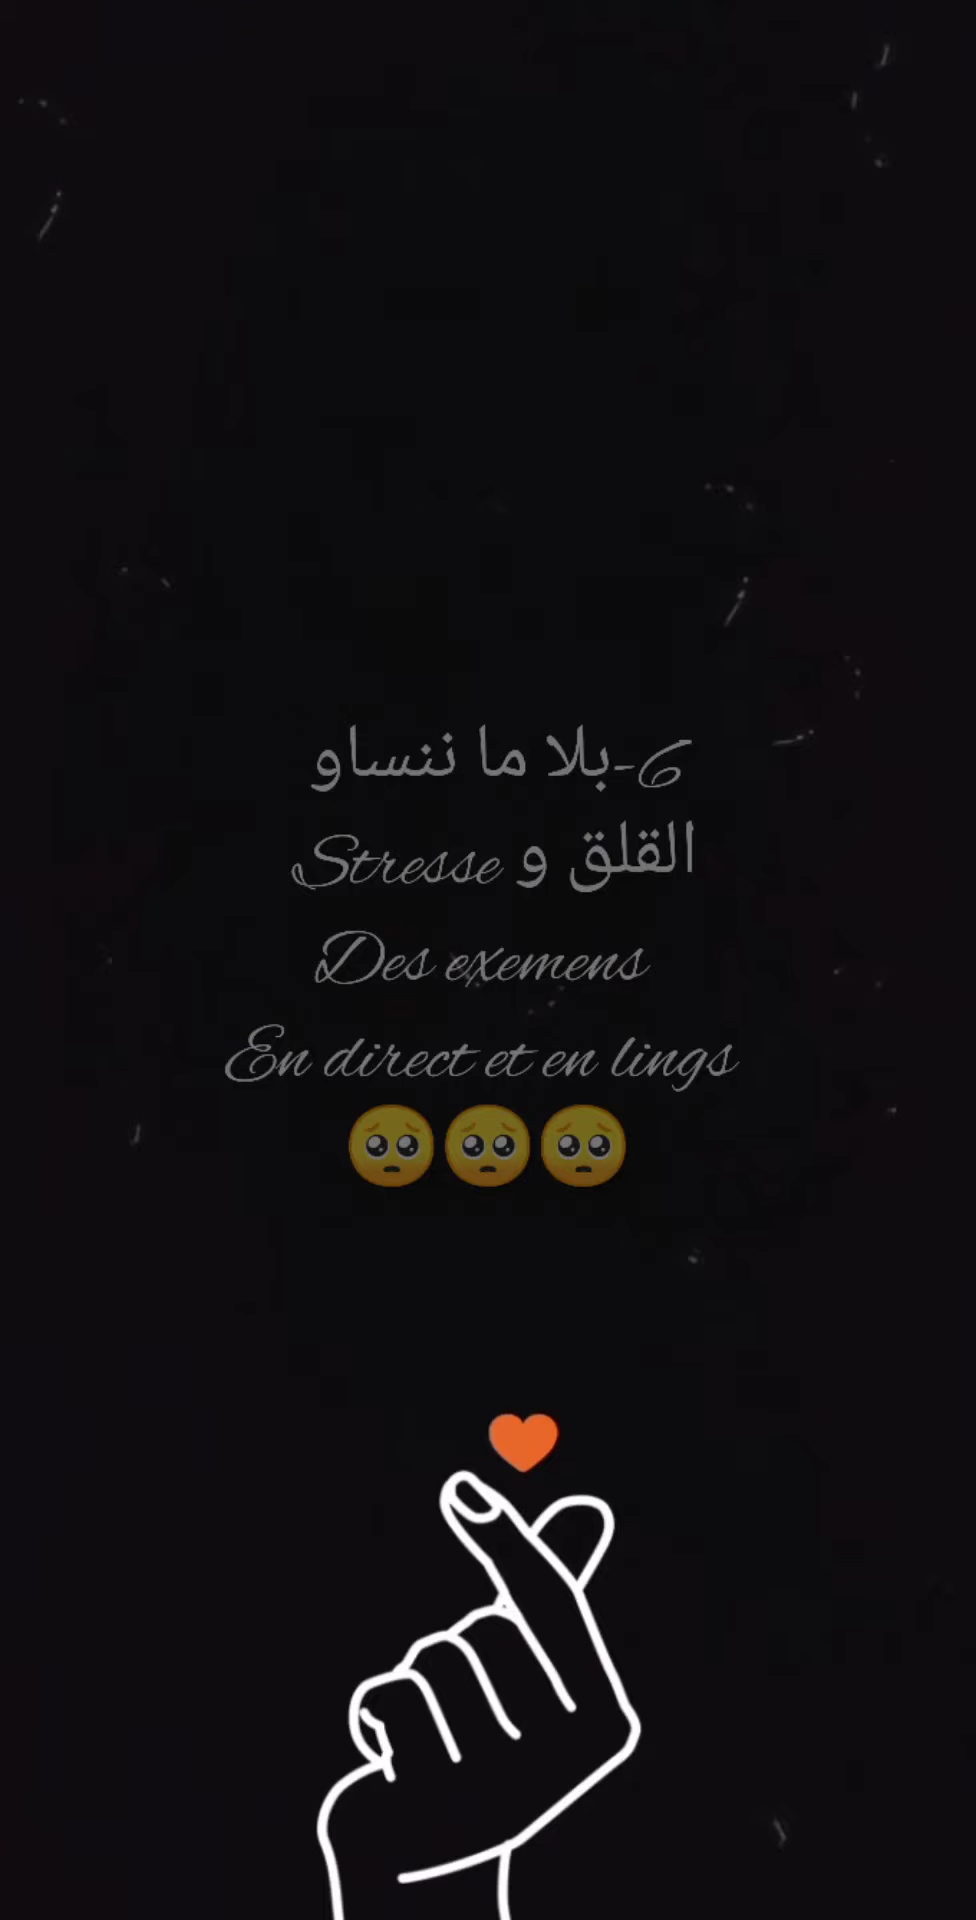 6-بلا ما ننساو
القلق و Stresse
Des exemens
En direct et en lings
🥺🥺🥺